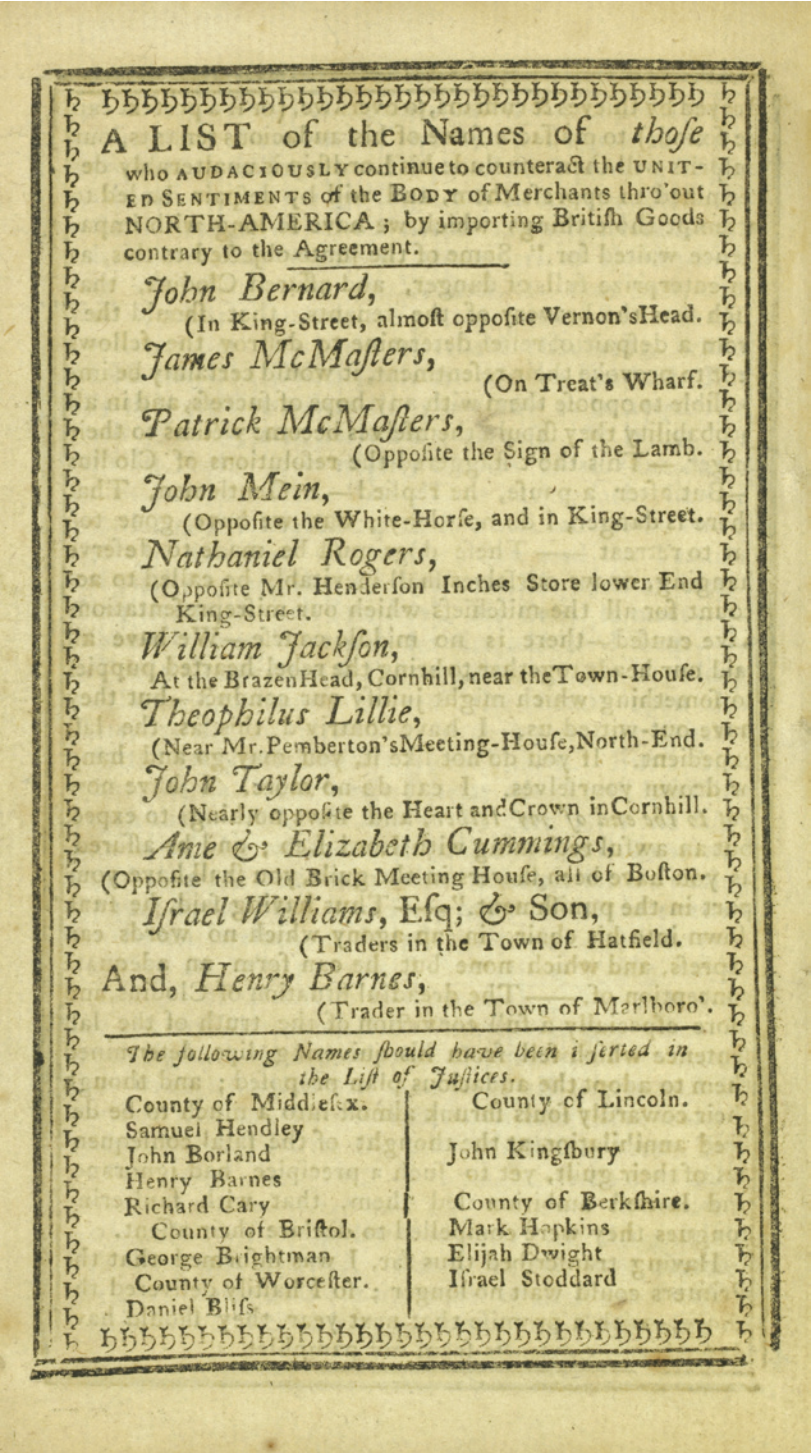 A LIST of the Names of thoſe
who AUDACIOUSLY continue to counteract the UNIT-
ED SENTIMENTS of the BODY of Merchants thro'out
NORTH-AMERICA; by importing Britiſh Goods
contrary to the Agreement.
John Bernard,
(In King-Street, almoſt oppoſite Vernon'sHead.
James McMaſters,
(On Treat's Wharf.
Patrick McMaſters,
(Oppoſite the Sign of the Lamb.
John Mein,
(Oppoſite the White-Horſe, and in King-Street.
Nathaniel Rogers,
(Oppoſite Mr. Henderſon Inches Store lower End
King-Street.
William Jackſon,
At the Brazen Head, Cornhill, near the Town-Houſe.
Theophilus Lillie,
(Near Mr. Pemberton's Meeting-Houſe, North-End.
John Taylor,
(Nearly oppoſite the Heart and Crown in Cornhill.
Ame & Elizabeth Cummings,
(Oppoſite the Old Brick Meeting Houſe, all of Boſton.
Iſrael Williams, Eſq; & Son,
(Traders in the Town of Hatfield.
And, Henry Barnes,
(Trader in the Town of Marlboro'.
The following Names ſhould have been i ſerted in
the Liſt of Juſtices.
County of Middleſex.
Samuel Hendley
John Borland
Henry Barnes
Richard Cary
County of Briſtol.
George Brightman
County of Worceſter.
Daniel Bliſs
County of Lincoln.
John Kingſbury
County of Berkſhire.
Mark Hopkins
Elijah Dwight
Iſrael Stoddard